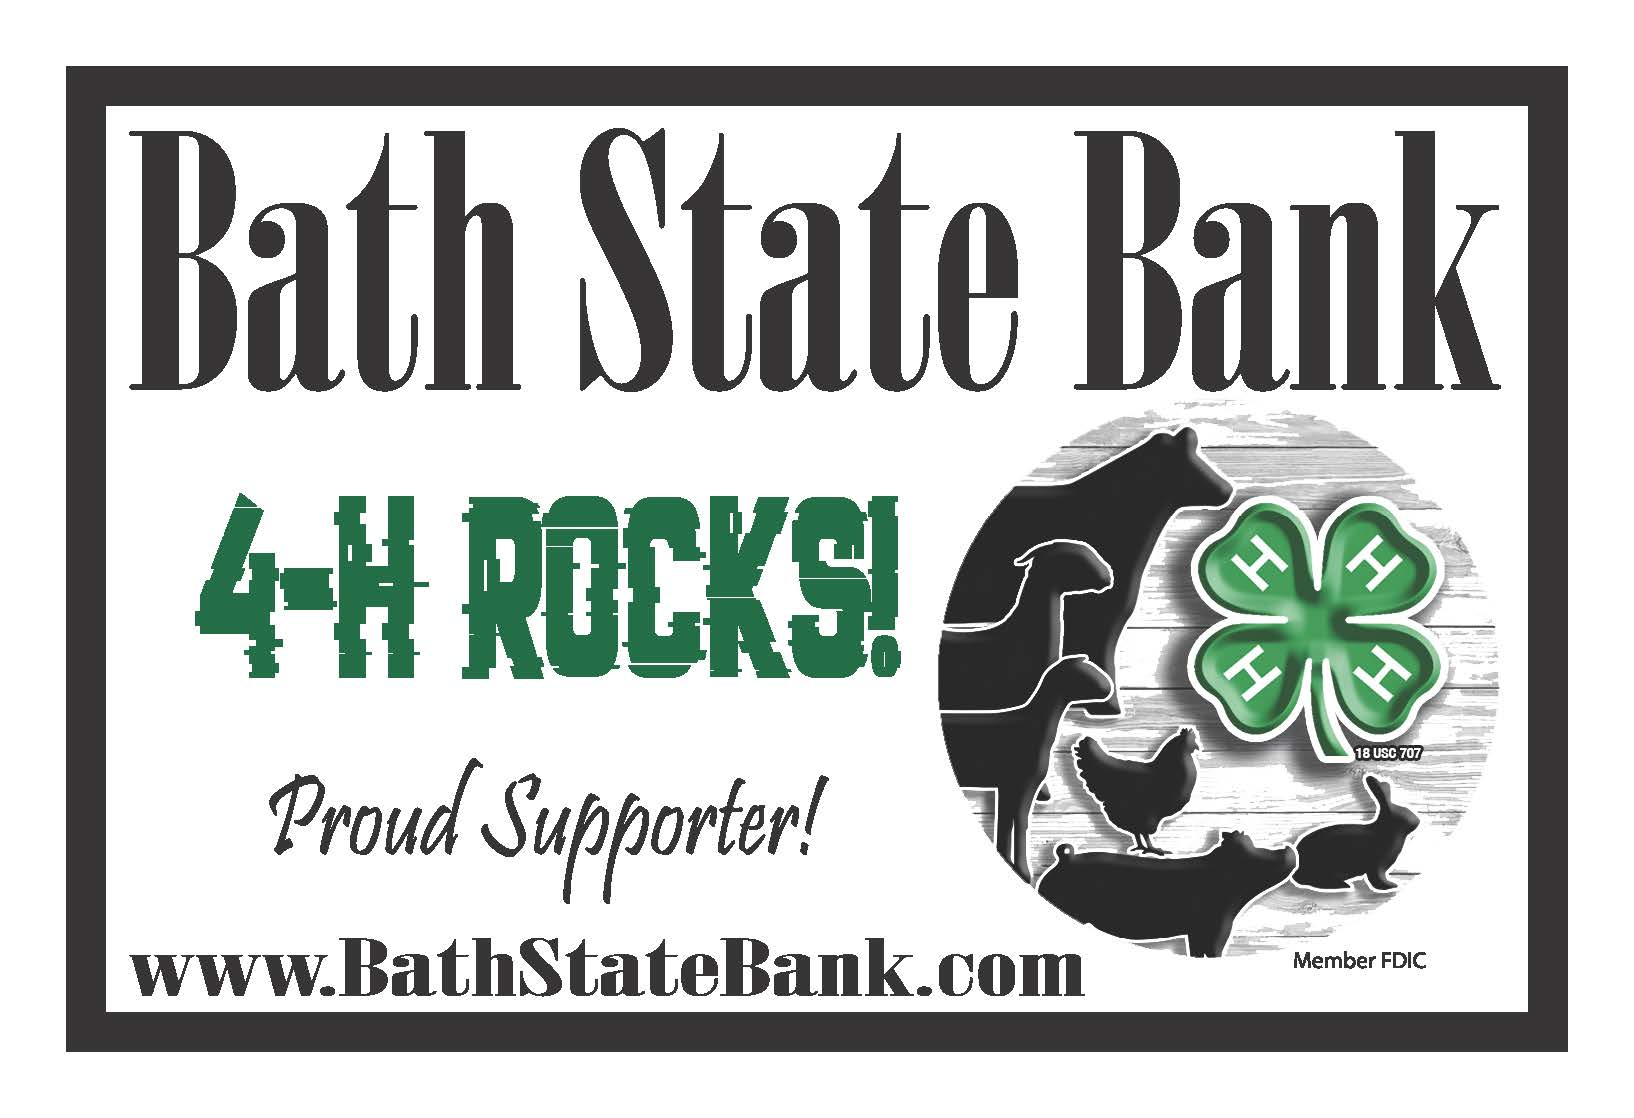 Bath State Bank
4-H ROCKS!
H H
H H
18 USC 707
Proud Supporter!
www.BathStateBank.com
Member FDIC